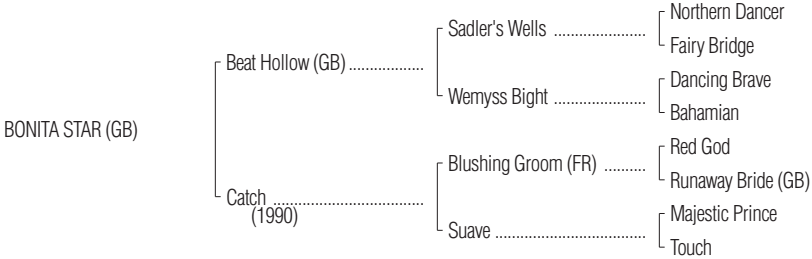 Northern Dancer
Sadler's Wells ......................
Fairy Bridge
Beat Hollow (GB) ..................
Dancing Brave
Wemyss Bight ......................
Bahamian
BONITA STAR (GB)
Red God
Blushing Groom (FR) ..........
Runaway Bride (GB)
Catch ....................................
(1990)
Majestic Prince
Suave ....................................
Touch